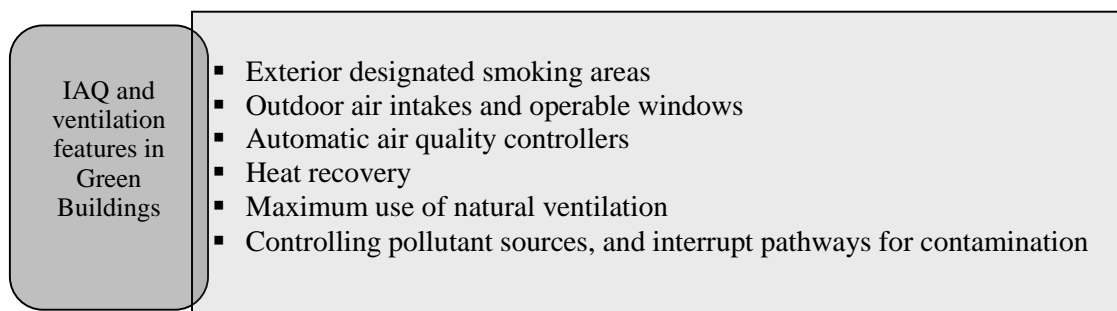 IAQ and
ventilation
features in
Green
Buildings
▪ Exterior designated smoking areas
▪ Outdoor air intakes and operable windows
▪ Automatic air quality controllers
▪ Heat recovery
▪ Maximum use of natural ventilation
▪ Controlling pollutant sources, and interrupt pathways for contamination